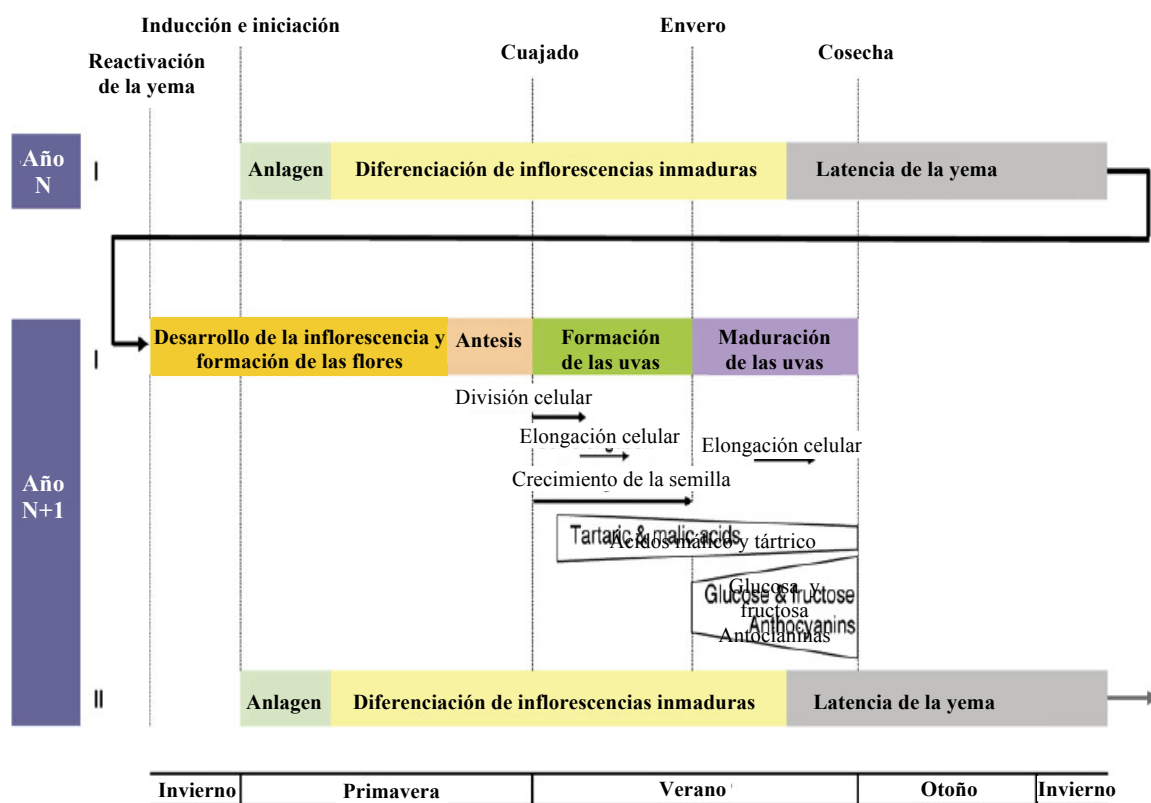 Inducción e iniciación
Envero
Cuajado
Cosecha
Reactivación
de la yema
Año
N
I
Anlagen
Diferenciación de inflorescencias inmaduras
Latencia de la yema
Desarrollo de la inflorescencia y
formación de las flores
Antesis
Formación
de las uvas
Maduración
de las uvas
I
División celular
Elongación celular
Elongación celular
Crecimiento de la semilla
Año
N+1
Tartaric & malic acids
Ácidos málico y tártrico
Glucosa y
Glucose & fructose
fructosa
Anthocyanins
Antocianinas
II
Anlagen
Diferenciación de inflorescencias inmaduras
Latencia de la yema
Invierno
Primavera
Verano
Otoño
Invierno